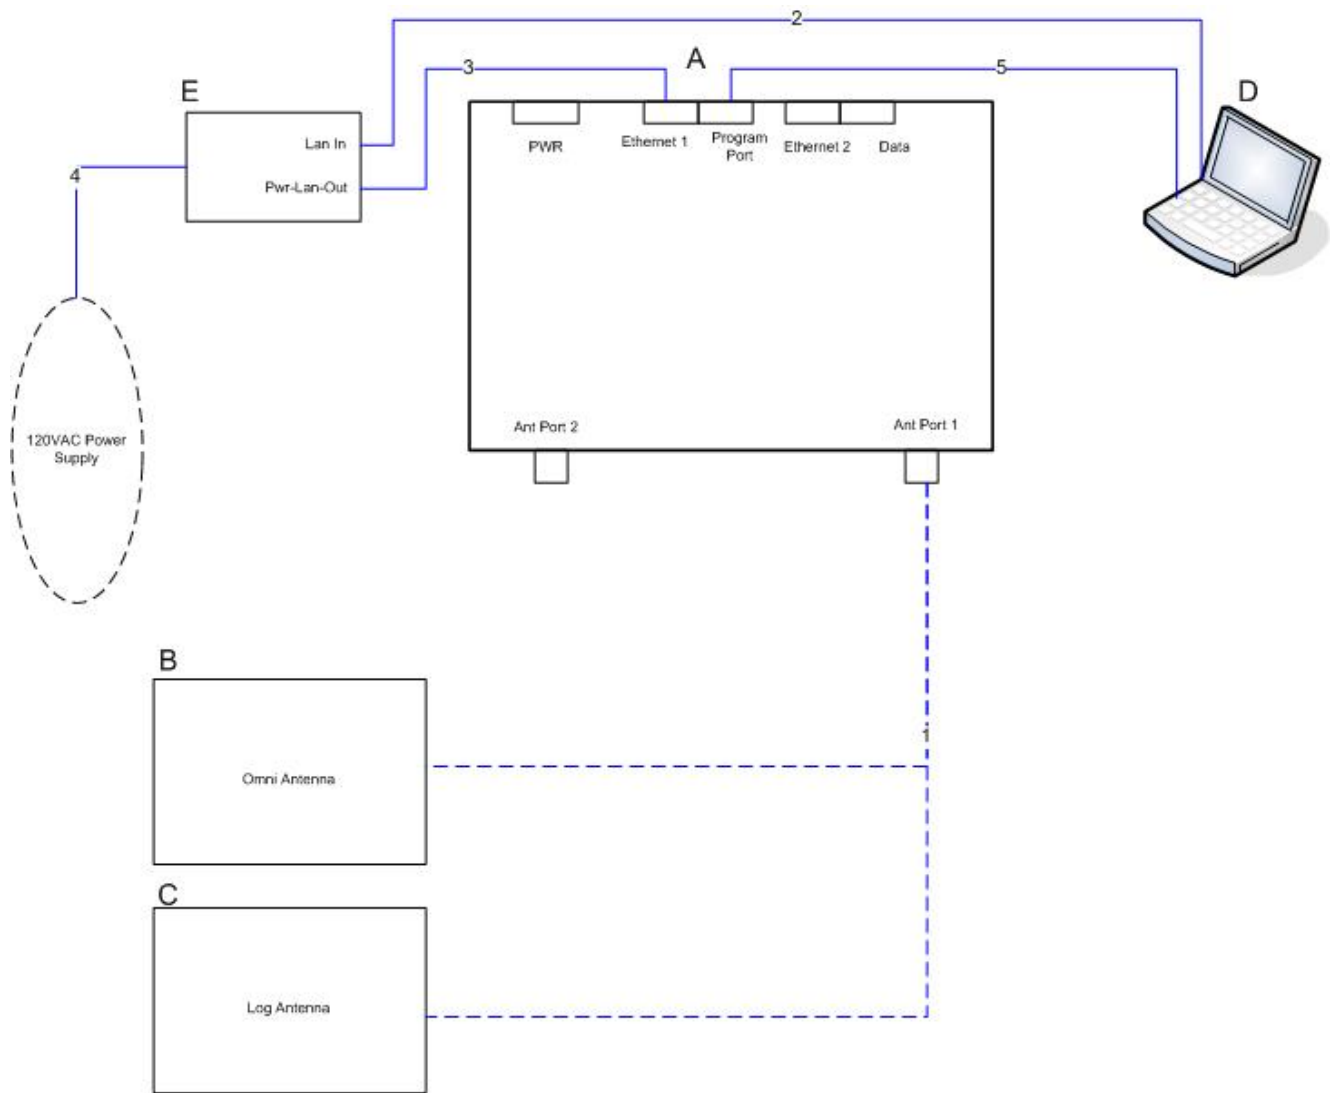 2
3
A
5
E
D
Lan In
Pwr-Lan-Out
4
PWR
Ethernet 1
Program
Port
Ethernet 2
Data
120VAC Power
Supply
Ant Port 2
Ant Port 1
B
1
Omni Antenna
C
Log Antenna